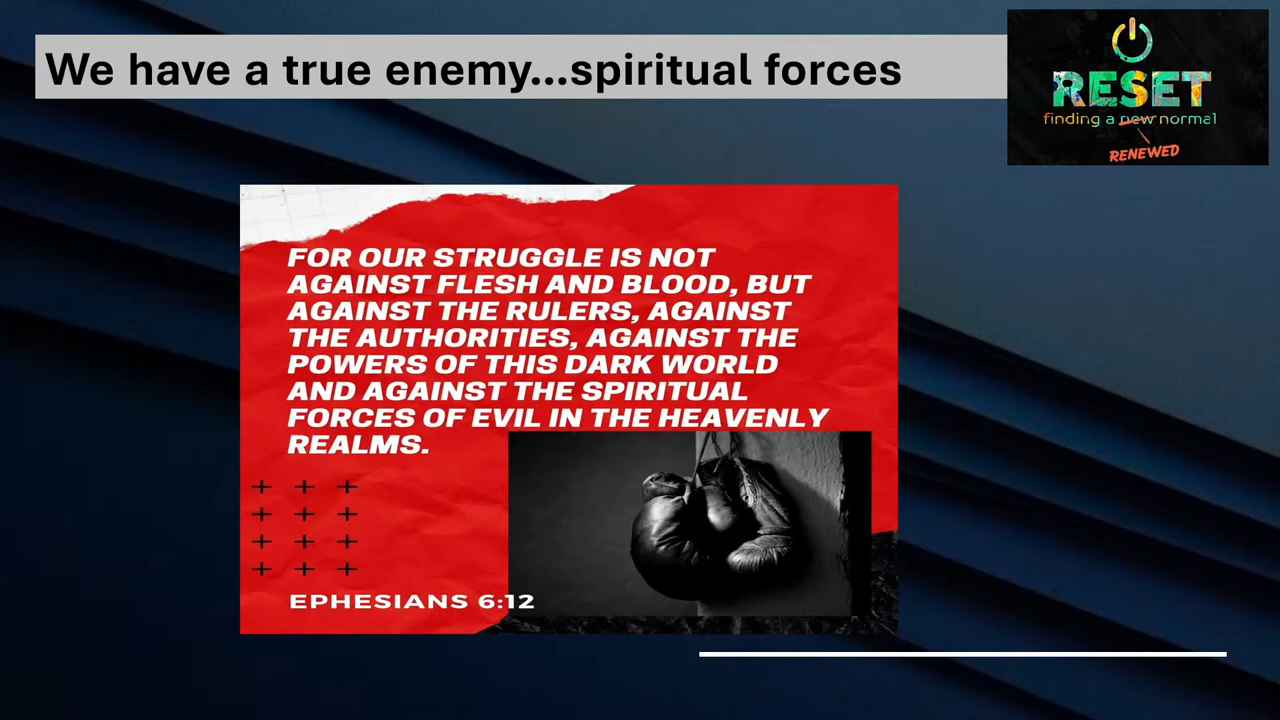 We have a true enemy...spiritual forces
RESET
finding a new normal
RENEWED
FOR OUR STRUGGLE IS NOT
AGAINST FLESH AND BLOOD, BUT
AGAINST THE RULERS, AGAINST
THE AUTHORITIES, AGAINST THE
POWERS OF THIS DARK WORLD
AND AGAINST THE SPIRITUAL
FORCES OF EVIL IN THE HEAVENLY
REALMS.
EPHESIANS 6:12